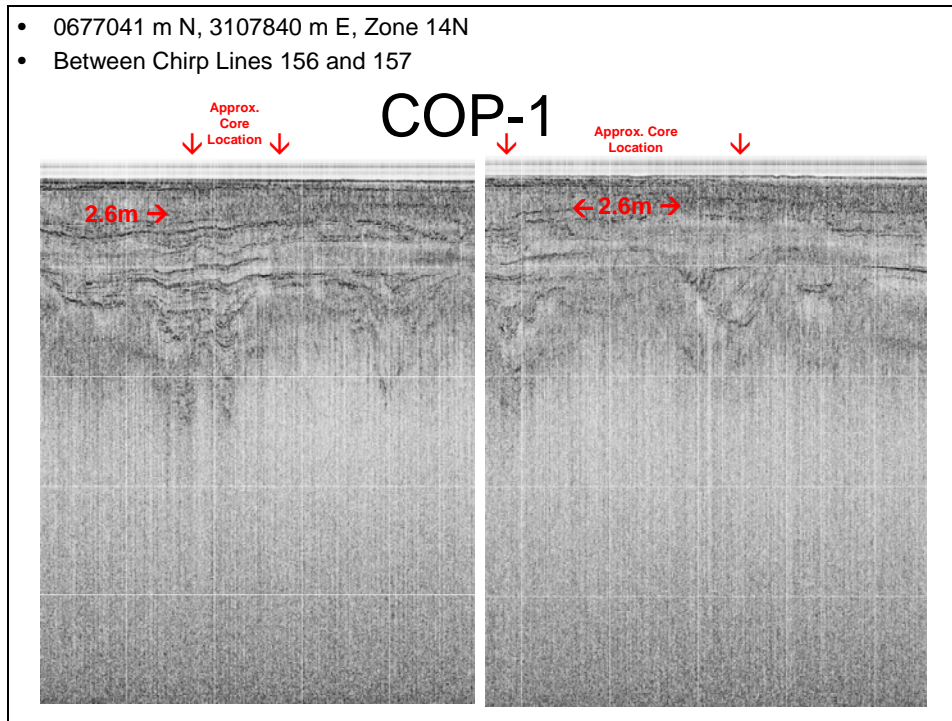 • 0677041 m N, 3107840 m E, Zone 14N
• Between Chirp Lines 156 and 157
COP-1
Approx.
Core
Location
Approx. Core
Location
2.6m →
← 2.6m →